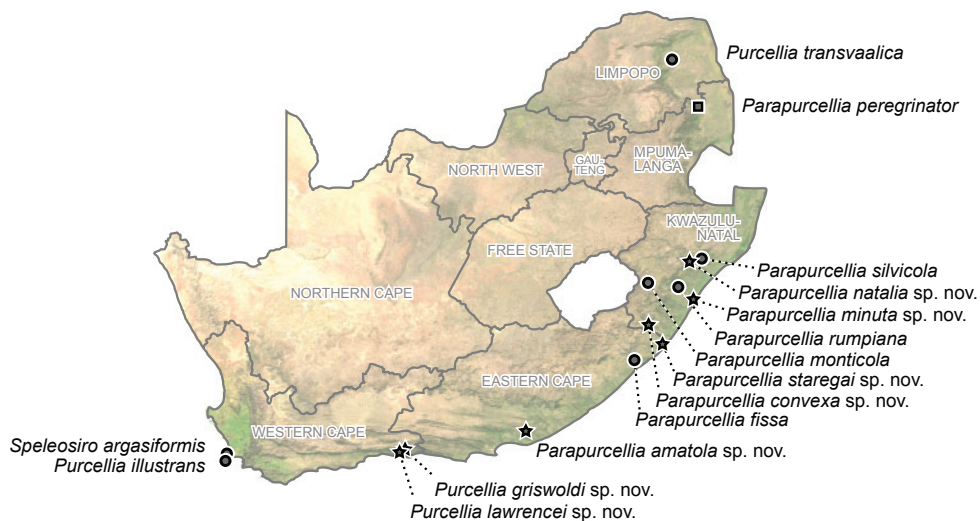 Purcellia transvaalica
LIMPOPO
Parapurcellia peregrinator
MPUMA-
LANGA
GAU-
TENG
NORTH WEST
KWAZULU-
NATAL
FREE STATE
Parapurcellia silvicola
Parapurcellia natalia sp. nov.
NORTHERN CAPE
Parapurcellia minuta sp. nov.
Parapurcellia rumpiana
Parapurcellia monticola
Parapurcellia staregai sp. nov.
EASTERN CAPE
Parapurcellia convexa sp. nov.
Parapurcellia fissa
WESTERN CAPE
Speleosiro argasiformis
Purcellia illustrans
Parapurcellia amatola sp. nov.
Purcellia griswoldi sp. nov.
Purcellia lawrencei sp. nov.